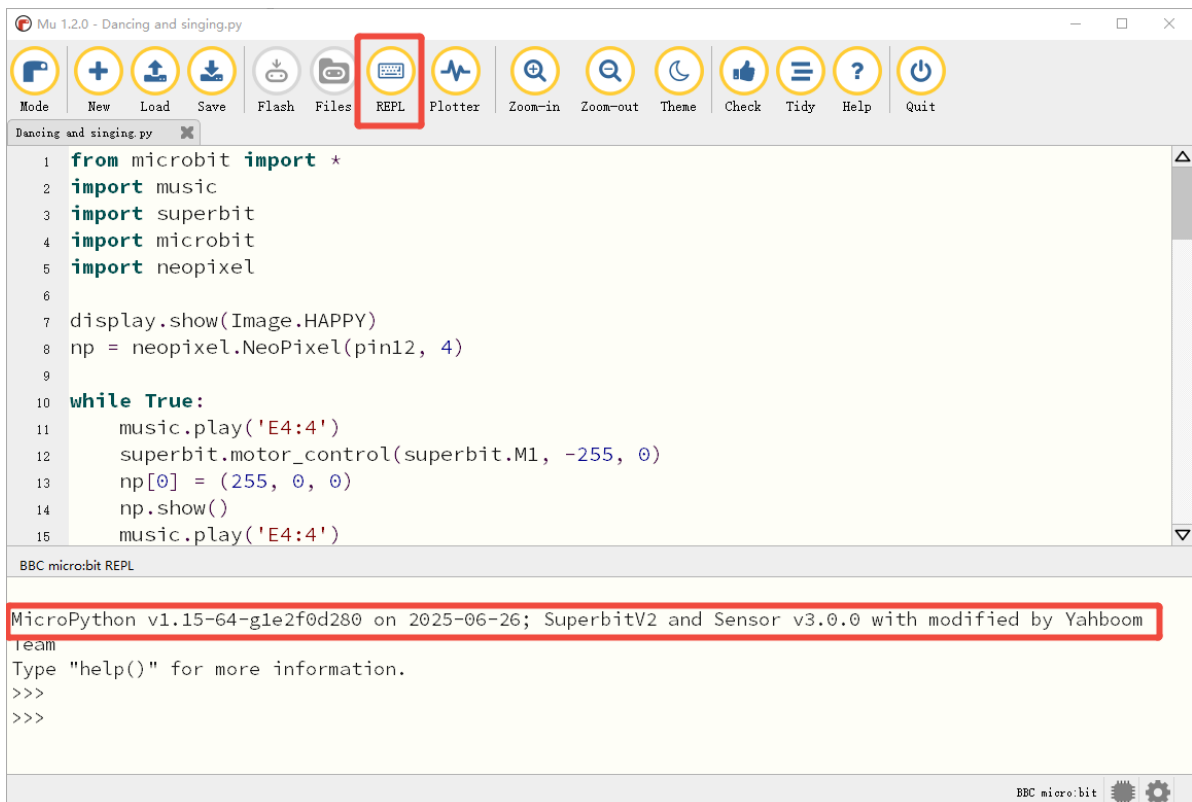 Mu 1.2.0 - Dancing and singing.py
Mode New Load Save Flash Files REPL Plotter Zoom-in Zoom-out Theme Check Tidy Help Quit
Dancing and singing.py
1 from microbit import *
2 import music
3 import superbit
4 import microbit
5 import neopixel
6
7 display.show(Image.HAPPY)
8 np = neopixel.NeoPixel(pin12, 4)
9
10 while True:
11     music.play('E4:4')
12     superbit.motor_control(superbit.M1, -255, 0)
13     np[0] = (255, 0, 0)
14     np.show()
15     music.play('E4:4')
BBC micro:bit REPL
MicroPython v1.15-64-g1e2f0d280 on 2025-06-26; SuperbitV2 and Sensor v3.0.0 with modified by Yahboom
Team
Type "help()" for more information.
>>>
>>>
BBC micro:bit